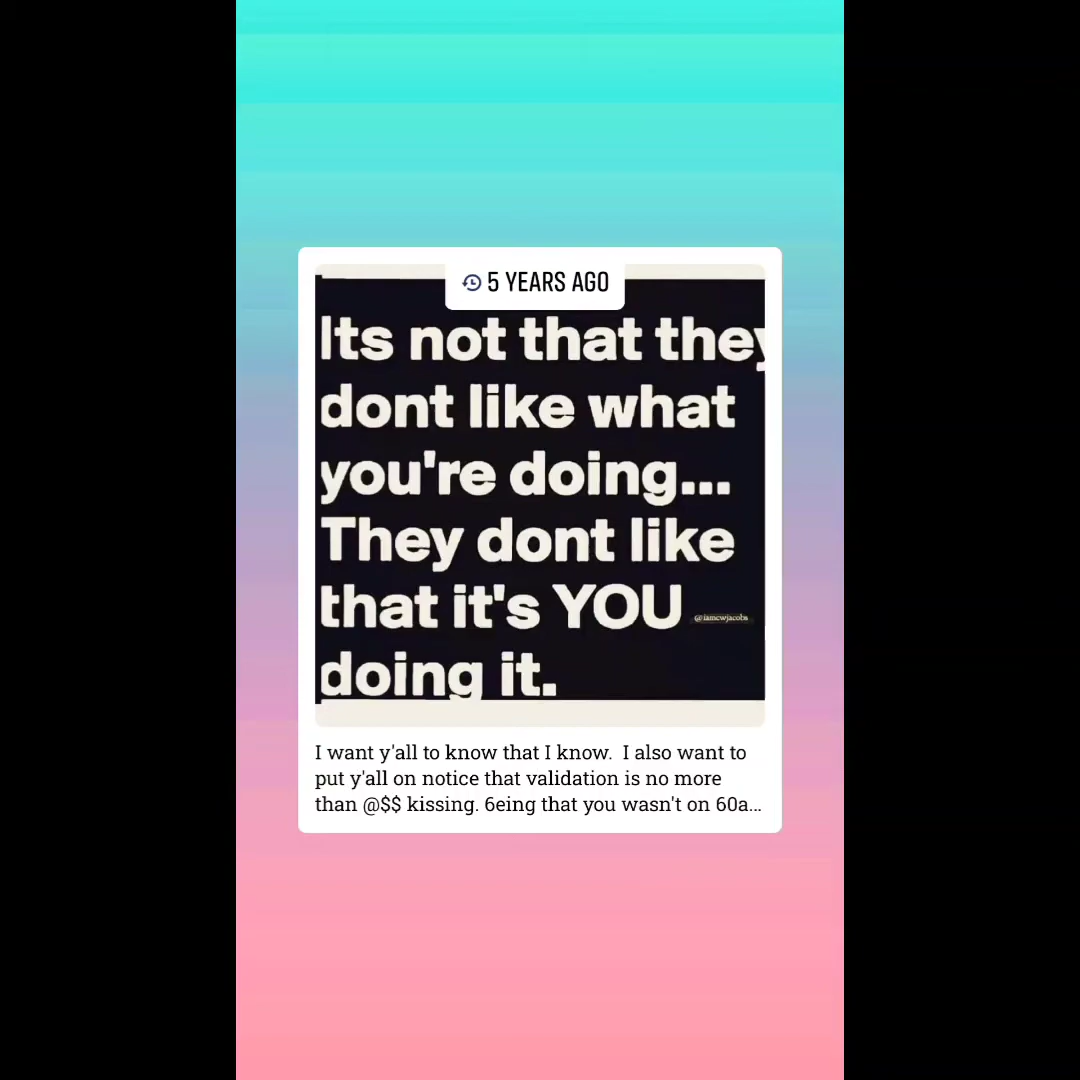 5 YEARS AGO
Its not that they
dont like what
you're doing...
They dont like
that it's YOU
@iamcwjacobs
doing it.
I want y'all to know that I know.  I also want to
put y'all on notice that validation is no more
than @$$ kissing. 6eing that you wasn't on 60a...